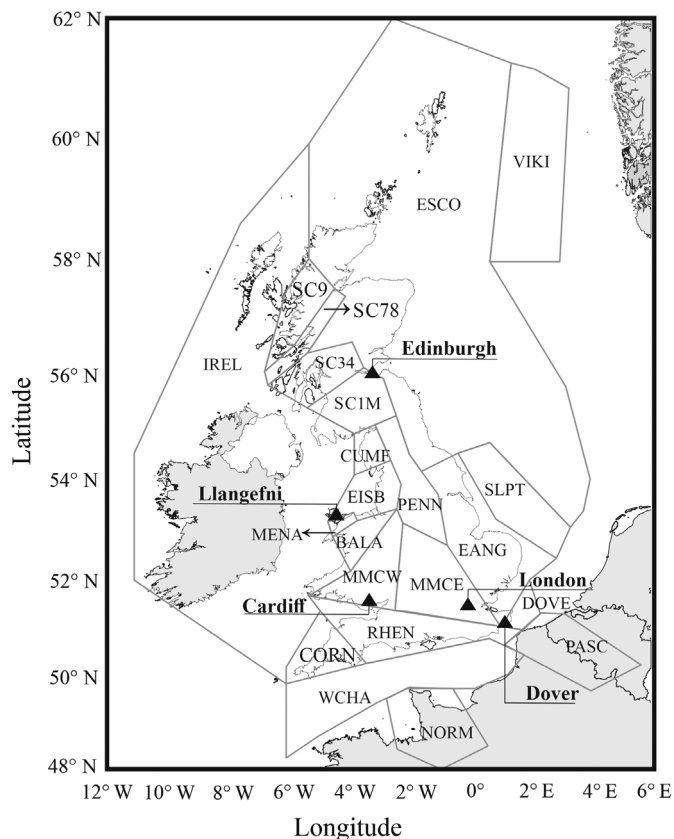 62° N
60° N
VIKI
ESCO
58° N
SC9
SC78
Edinburgh
IREL
SC34
56° N
SC1M
Latitude
CUMF
54° N
EISB
SLPT
Llangefni
PENN
MENA
BALA
EANG
52° N
MMCW
MMCE
London
Cardiff
DOVE
RHEN
CORN
PASC
50° N
WCHA
Dover
NORM
48° N
12° W 10° W 8° W 6° W 4° W 2° W 0° 2° E 4° E 6° E
Longitude